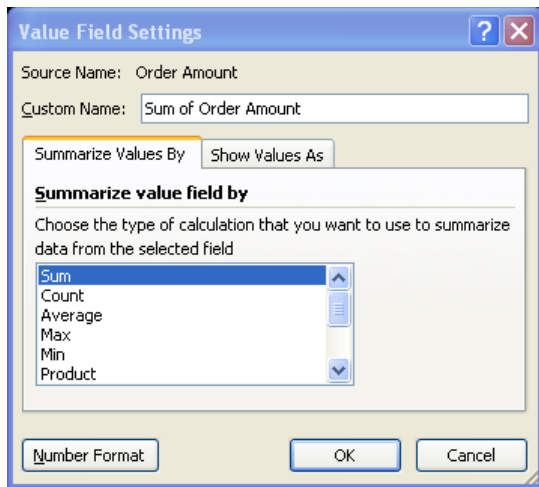 Value Field Settings
?
Source Name: Order Amount
Custom Name: Sum of Order Amount
Summarize Values By
Show Values As
Summarize value field by
Choose the type of calculation that you want to use to summarize
data from the selected field
Sum
Count
Average
Max
Min
Product
Number Format
OK
Cancel